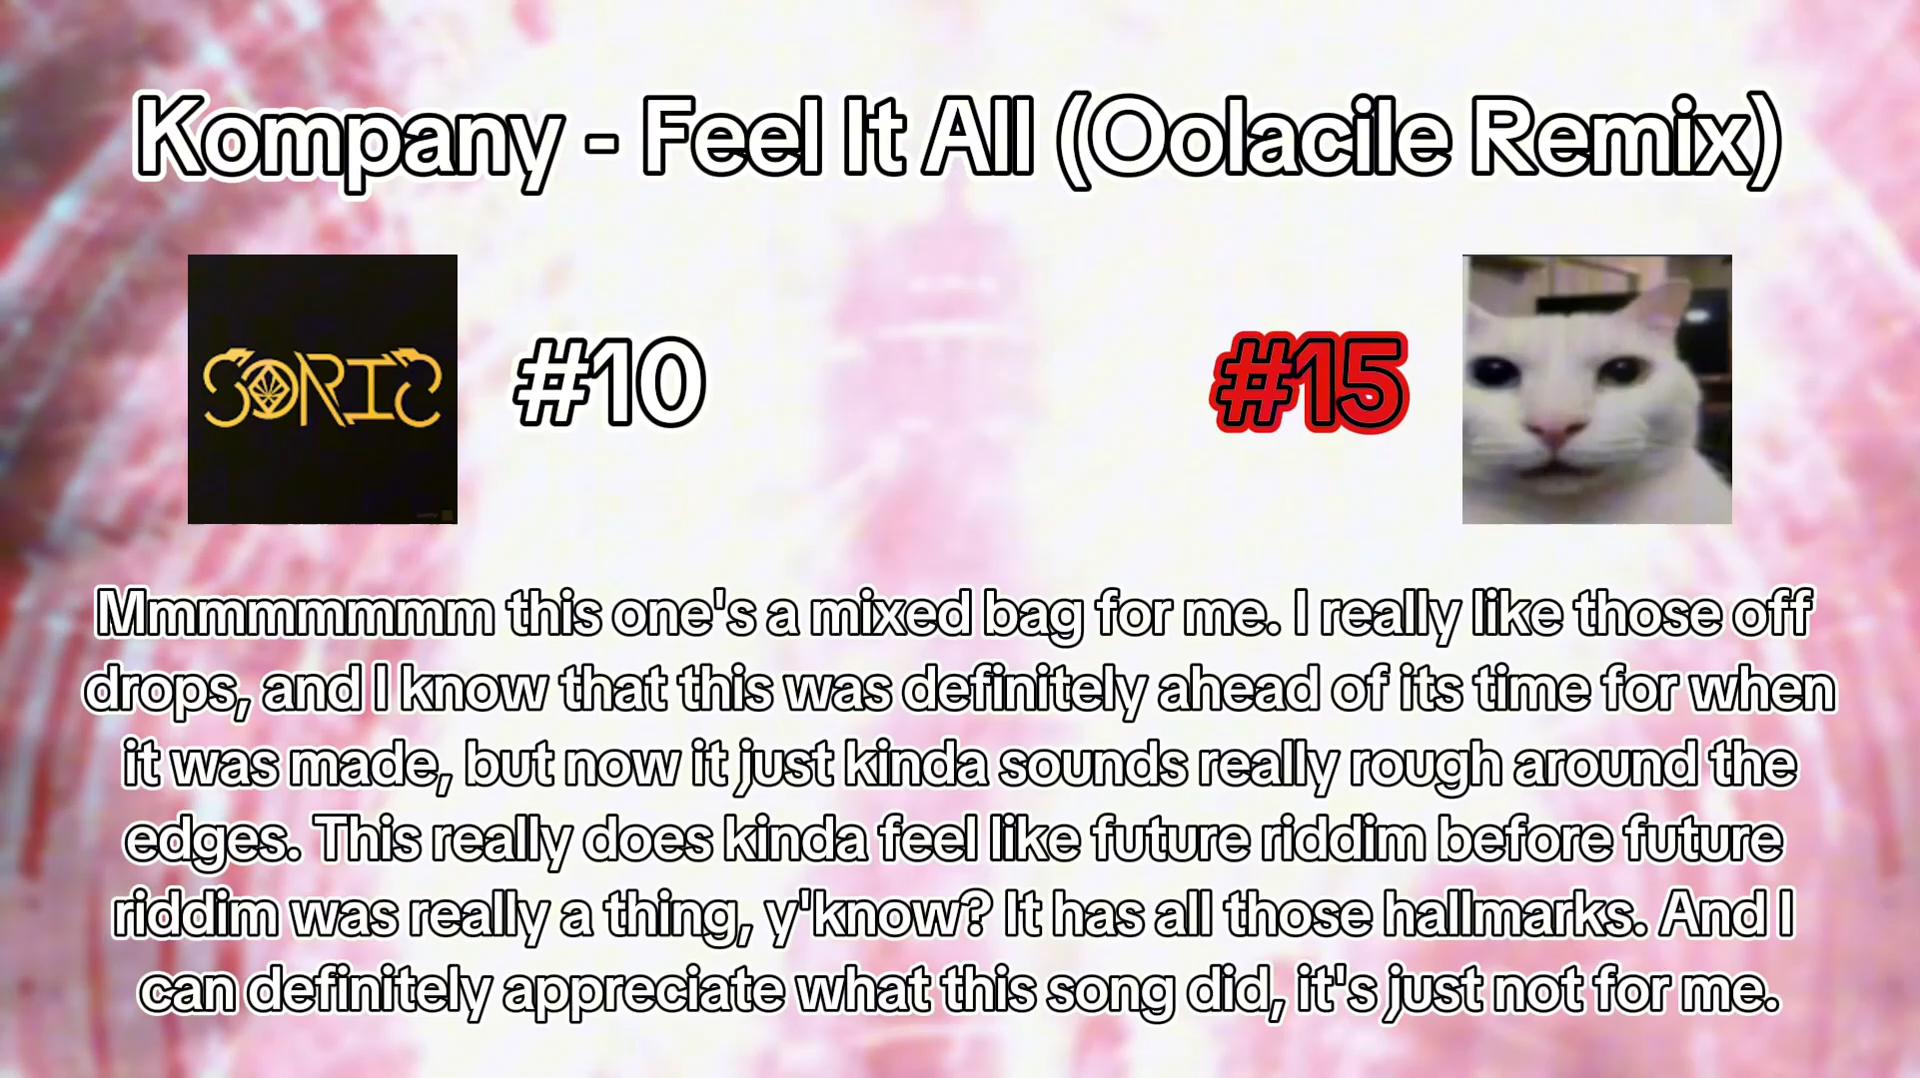 Kompany - Feel It All (Oolacile Remix)
SORIS
#10
#15
Mmmmmmmm this one's a mixed bag for me. I really like those off
drops, and I know that this was definitely ahead of its time for when
it was made, but now it just kinda sounds really rough around the
edges. This really does kinda feel like future riddim before future
riddim was really a thing, y'know? It has all those hallmarks. And I
can definitely appreciate what this song did, it's just not for me.